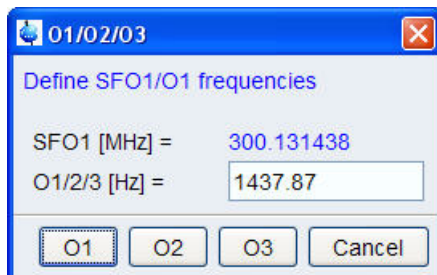 O1/O2/O3
Define SFO1/O1 frequencies
SFO1 [MHz] = 300.131438
O1/2/3 [Hz] = 1437.87
O1 O2 O3 Cancel